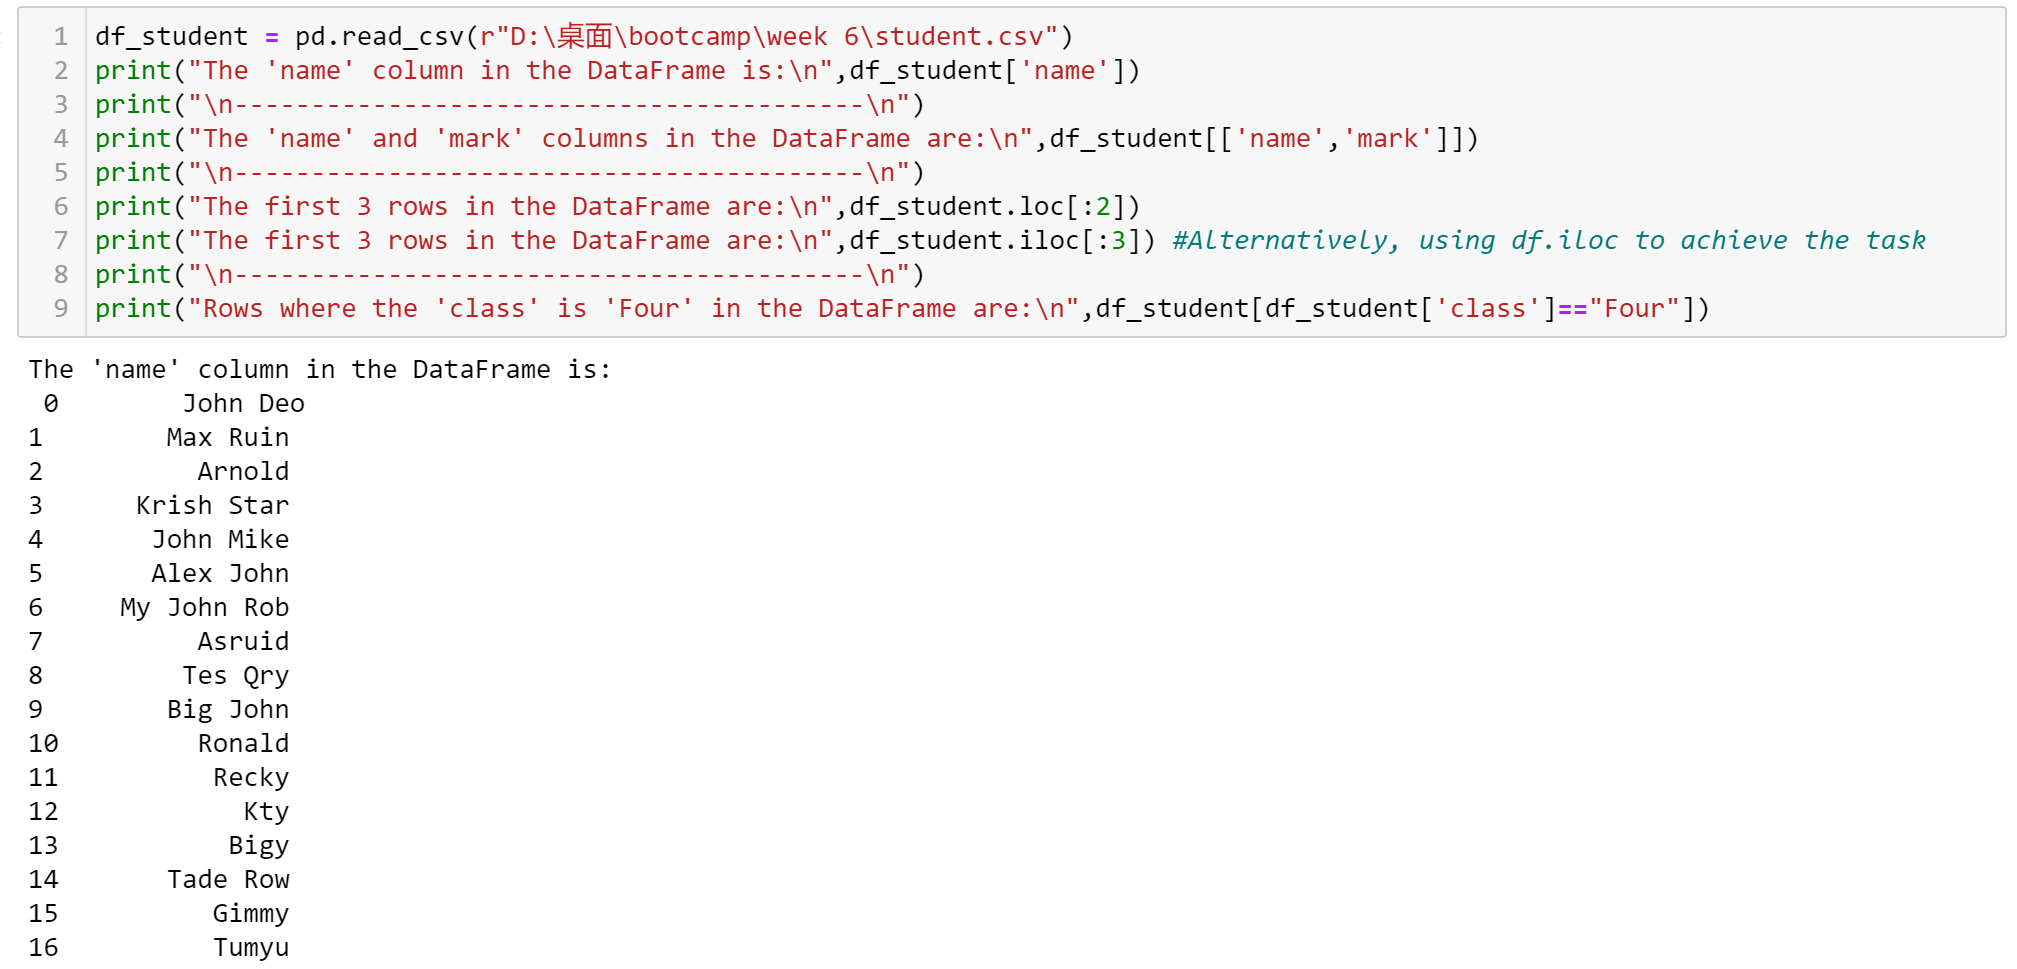 1 df_student = pd.read_csv(r"D:\桌面\bootcamp\week 6\student.csv")
2 print("The 'name' column in the DataFrame is:\n",df_student['name'])
3 print("\n-----------------------------------------\n")
4 print("The 'name' and 'mark' columns in the DataFrame are:\n",df_student[['name','mark']])
5 print("\n-----------------------------------------\n")
6 print("The first 3 rows in the DataFrame are:\n",df_student.loc[:2])
7 print("The first 3 rows in the DataFrame are:\n",df_student.iloc[:3]) #Alternatively, using df.iloc to achieve the task
8 print("\n-----------------------------------------\n")
9 print("Rows where the 'class' is 'Four' in the DataFrame are:\n",df_student[df_student['class']=="Four"])
The 'name' column in the DataFrame is:
 0        John Deo
1        Max Ruin
2          Arnold
3      Krish Star
4       John Mike
5       Alex John
6     My John Rob
7          Asruid
8         Tes Qry
9        Big John
10         Ronald
11          Recky
12            Kty
13           Bigy
14       Tade Row
15          Gimmy
16          Tumyu